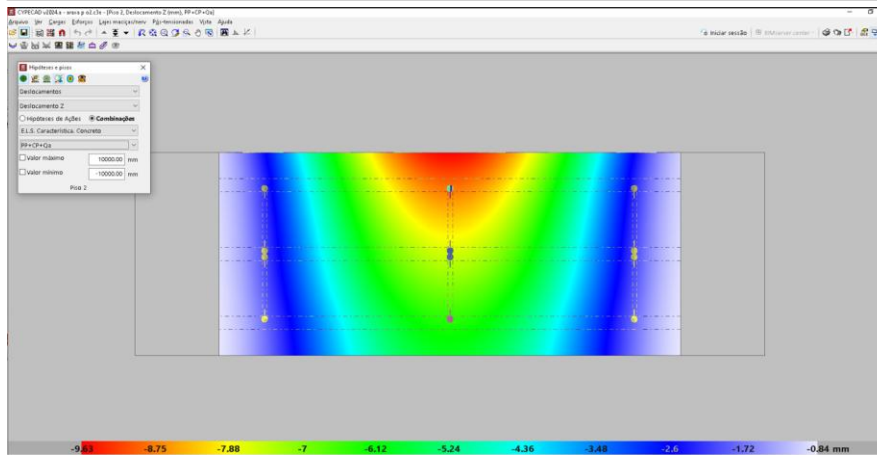 CYPECAD v2024.a - anexa p o2.c3e - [Piso 2, Deslocamento Z (mm), PP+CP+Qa]
Arquivo Ver Cargas Esforços Lajes maciças/nerv Pós-tensionadas Vista Ajuda
Iniciar sessão
Hipóteses e pisos
Deslocamentos
Deslocamento Z
Hipóteses de Ações Combinações
E.L.S. Característica. Concreto
PP+CP+Qa
Valor máximo 10000.00 mm
Valor mínimo -10000.00 mm
Piso 2
-9.63 -8.75 -7.88 -7 -6.12 -5.24 -4.36 -3.48 -2.6 -1.72 -0.84 mm